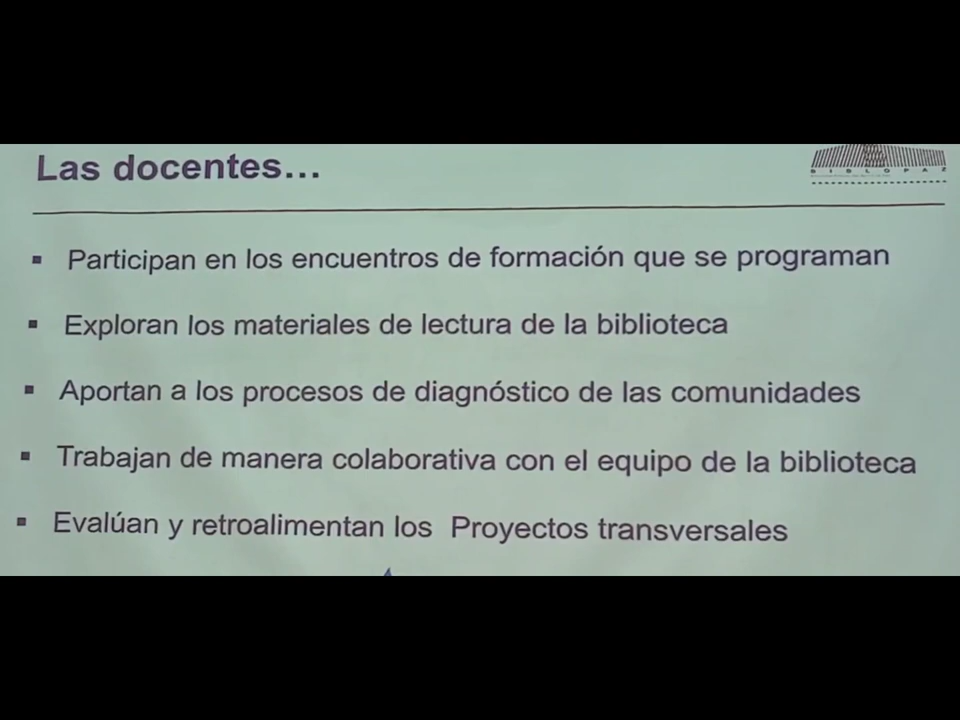 Las docentes...
BIBLOPAZ
▪ Participan en los encuentros de formación que se programan
▪ Exploran los materiales de lectura de la biblioteca
▪ Aportan a los procesos de diagnóstico de las comunidades
▪ Trabajan de manera colaborativa con el equipo de la biblioteca
▪ Evalúan y retroalimentan los Proyectos transversales